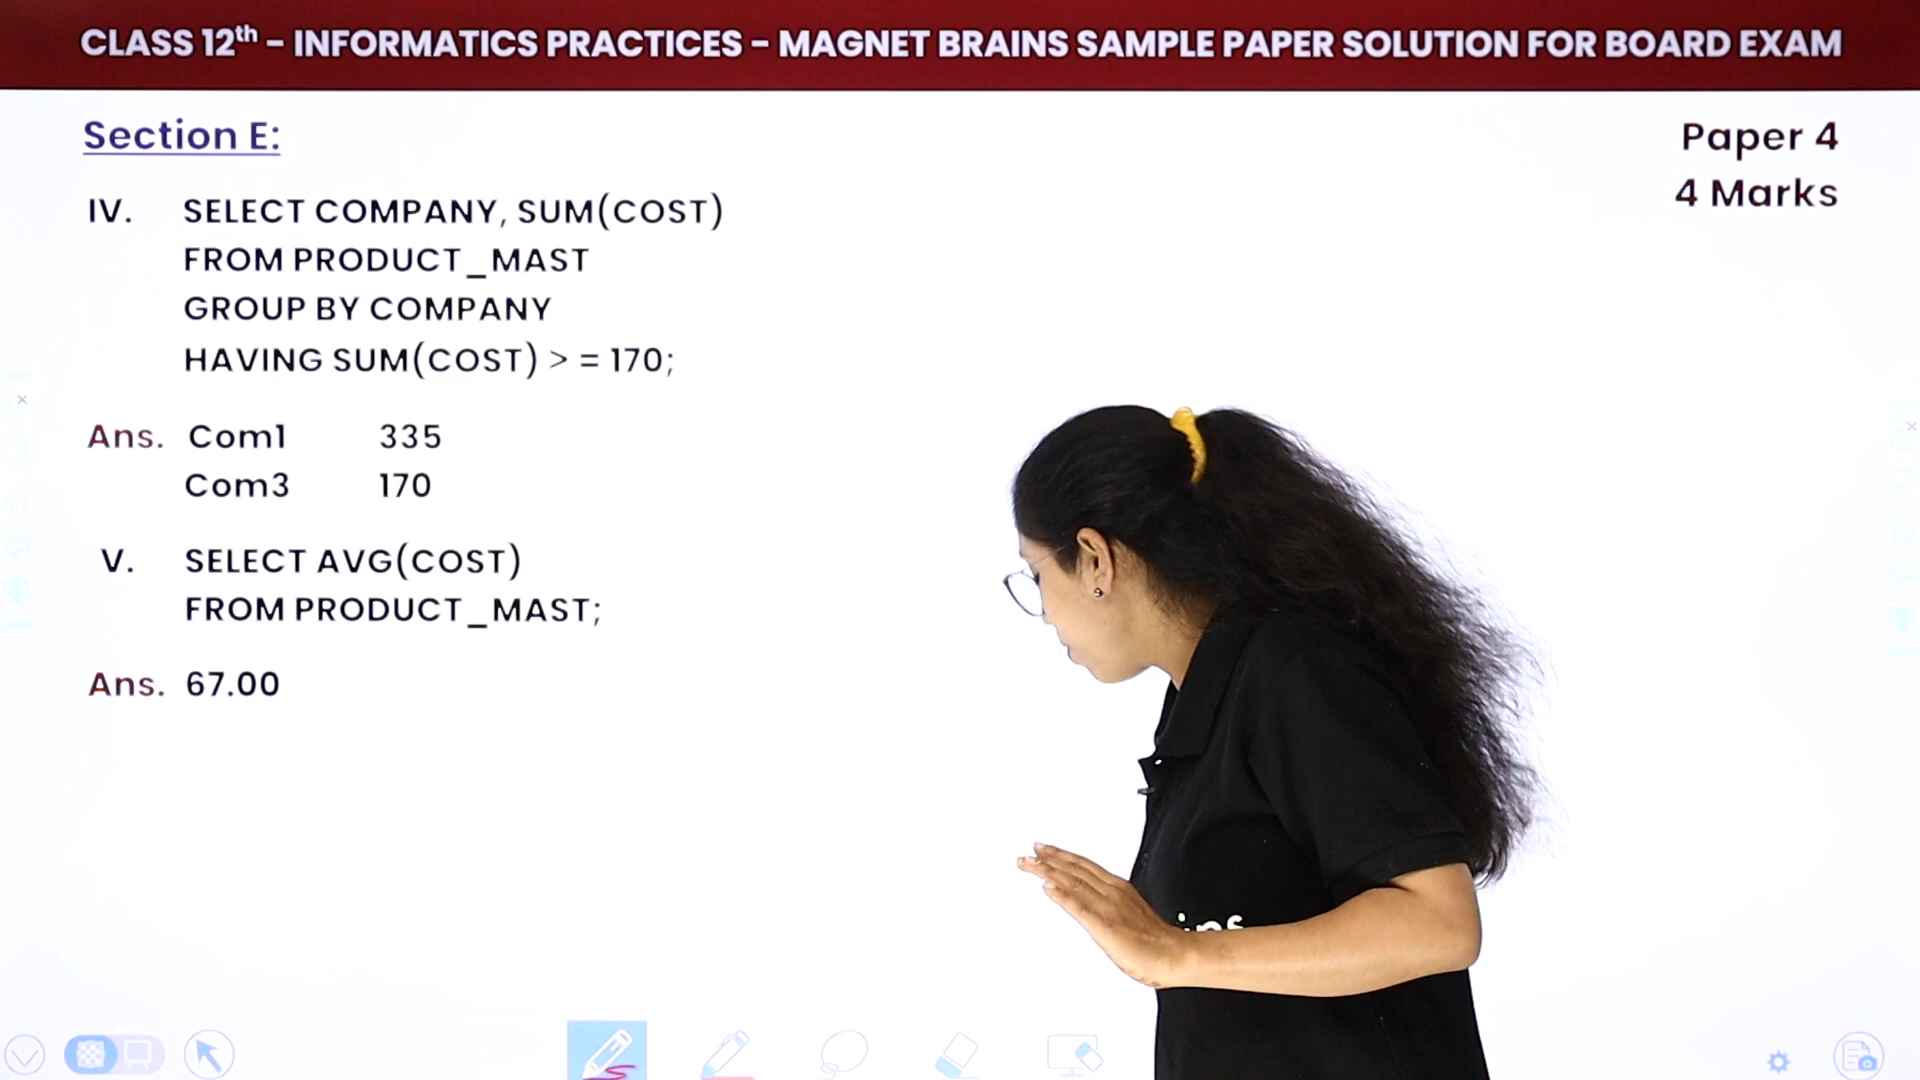 CLASS 12th - INFORMATICS PRACTICES - MAGNET BRAINS SAMPLE PAPER SOLUTION FOR BOARD EXAM
Section E:
Paper 4
4 Marks
IV. SELECT COMPANY, SUM(COST)
FROM PRODUCT_MAST
GROUP BY COMPANY
HAVING SUM(COST) > = 170;
Ans. Com1 335
Com3 170
V. SELECT AVG(COST)
FROM PRODUCT_MAST;
Ans. 67.00